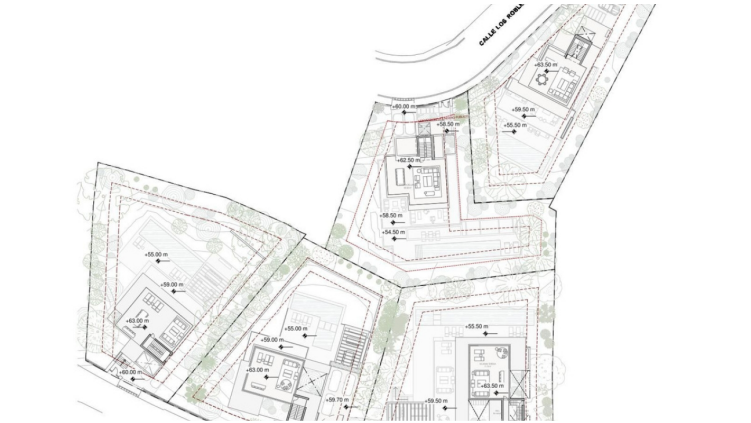 CALLE LOS ROBLE
+63.50 m
+59.50 m
+55.50 m
+60.00 m
+58.50 m
+62.50 m
+58.50 m
+54.50 m
+55.00 m
+59.00 m
+63.00 m
+60.00 m
+55.00 m
+59.00 m
+63.00 m
+59.70 m
+55.50 m
+63.50 m
+59.50 m